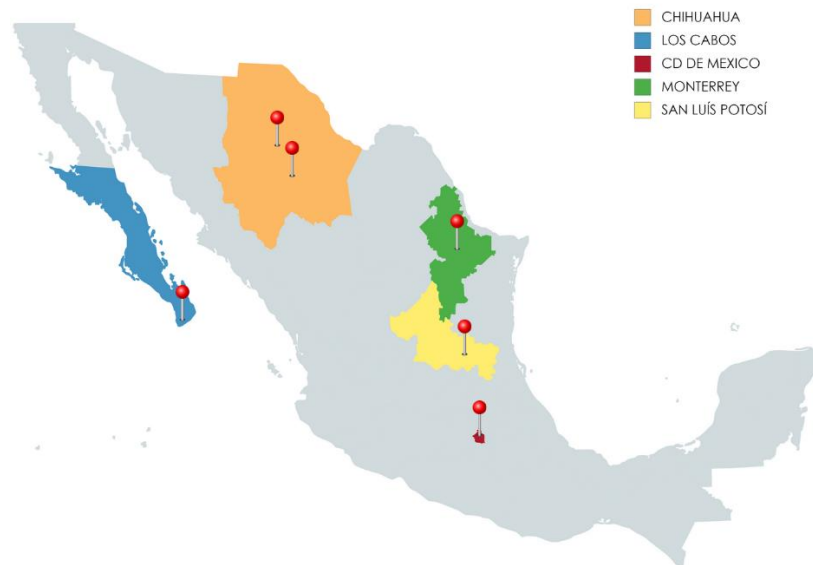 CHIHUAHUA
LOS CABOS
CD DE MEXICO
MONTERREY
SAN LUÍS POTOSÍ